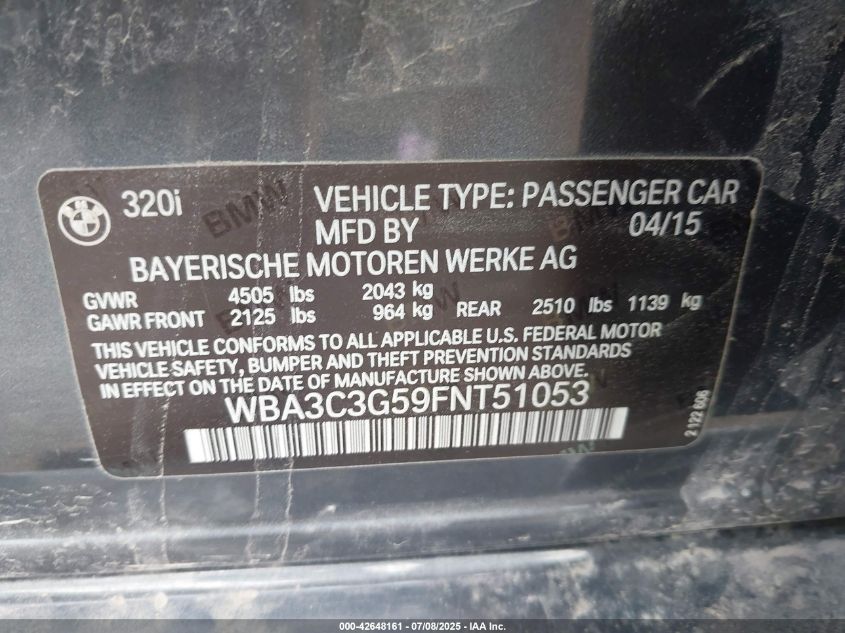 320i VEHICLE TYPE: PASSENGER CAR
MFD BY 04/15
BAYERISCHE MOTOREN WERKE AG
GVWR 4505 lbs 2043 kg
GAWR FRONT 2125 lbs 964 kg REAR 2510 lbs 1139 kg
THIS VEHICLE CONFORMS TO ALL APPLICABLE U.S. FEDERAL MOTOR
VEHICLE SAFETY, BUMPER AND THEFT PREVENTION STANDARDS
IN EFFECT ON THE DATE OF MANUFACTURE SHOWN ABOVE.
WBA3C3G59FNT51053
2 122 606
000-42648161 - 07/08/2025 - IAA Inc.